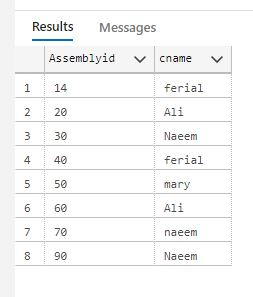 Results Messages
Assemblyid cname
1 14 ferial
2 20 Ali
3 30 Naeem
4 40 ferial
5 50 mary
6 60 Ali
7 70 naeem
8 90 Naeem